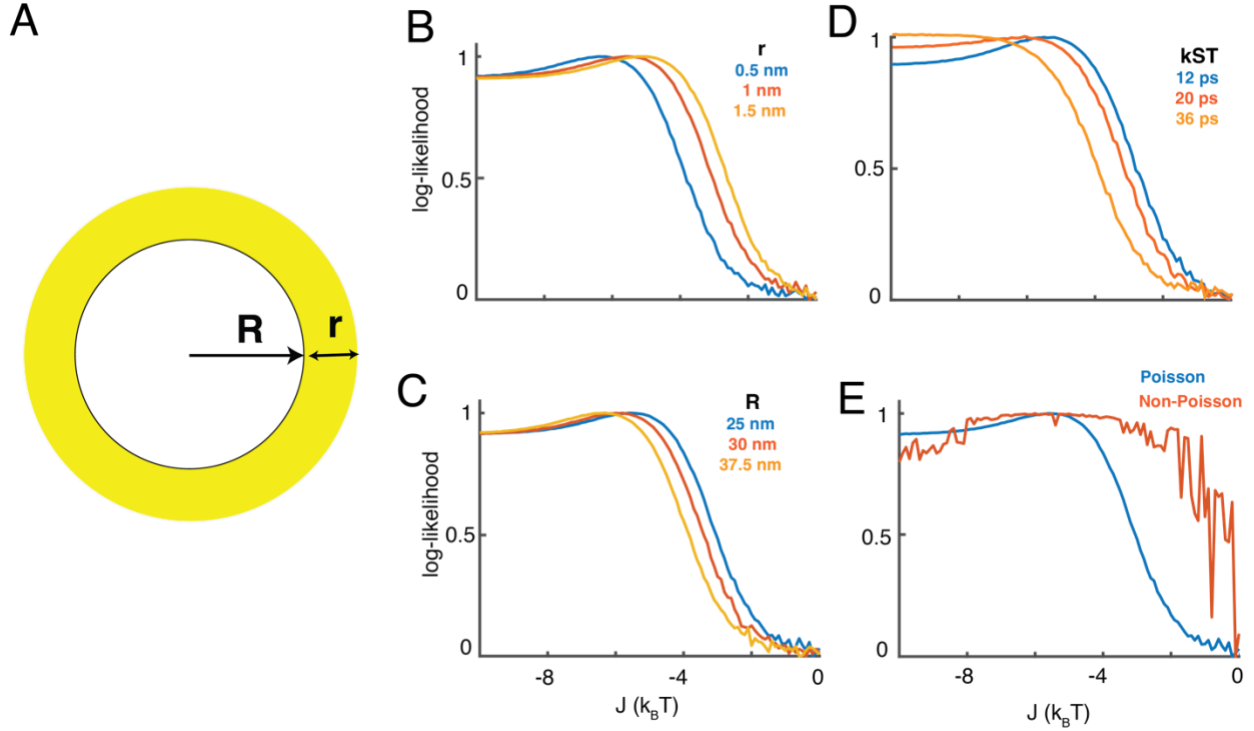 A
R
r
B
log-likelihood
1
0.5
0
r
0.5 nm
1 nm
1.5 nm
D
1
0.5
0
kST
12 ps
20 ps
36 ps
C
log-likelihood
1
0.5
0
R
25 nm
30 nm
37.5 nm
-8
-4
0
J (k_BT)
E
1
0.5
0
Poisson
Non-Poisson
-8
-4
0
J (k_BT)